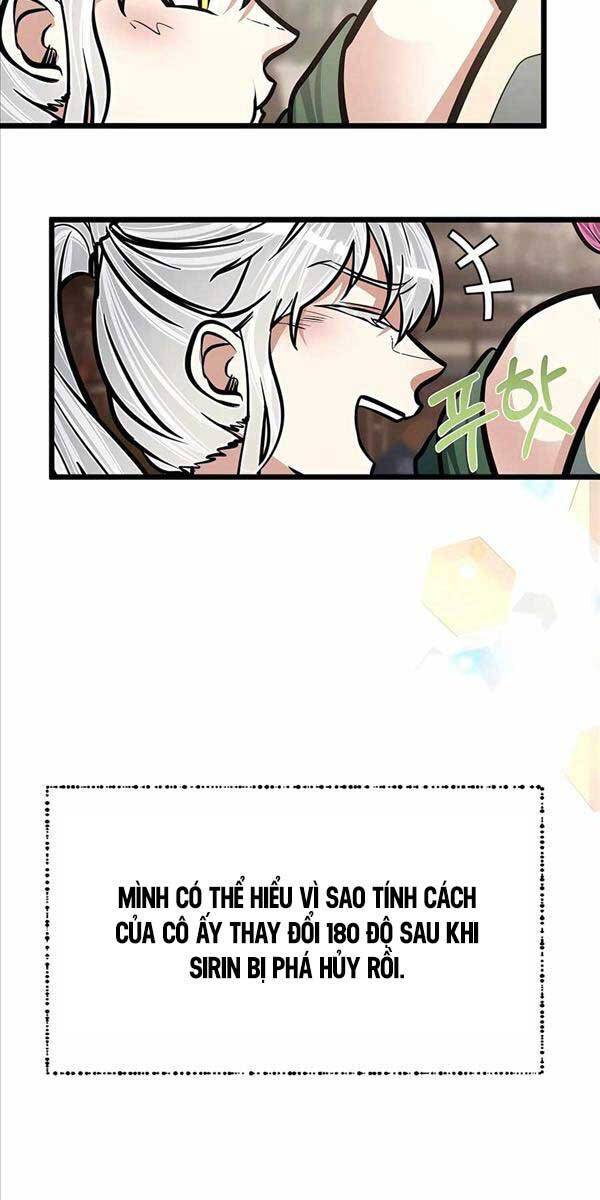 푸핫
MÌNH CÓ THỂ HIỂU VÌ SAO TÍNH CÁCH
CỦA CÔ ẤY THAY ĐỔI 180 ĐỘ SAU KHI
SIRIN BỊ PHÁ HỦY RỒI.